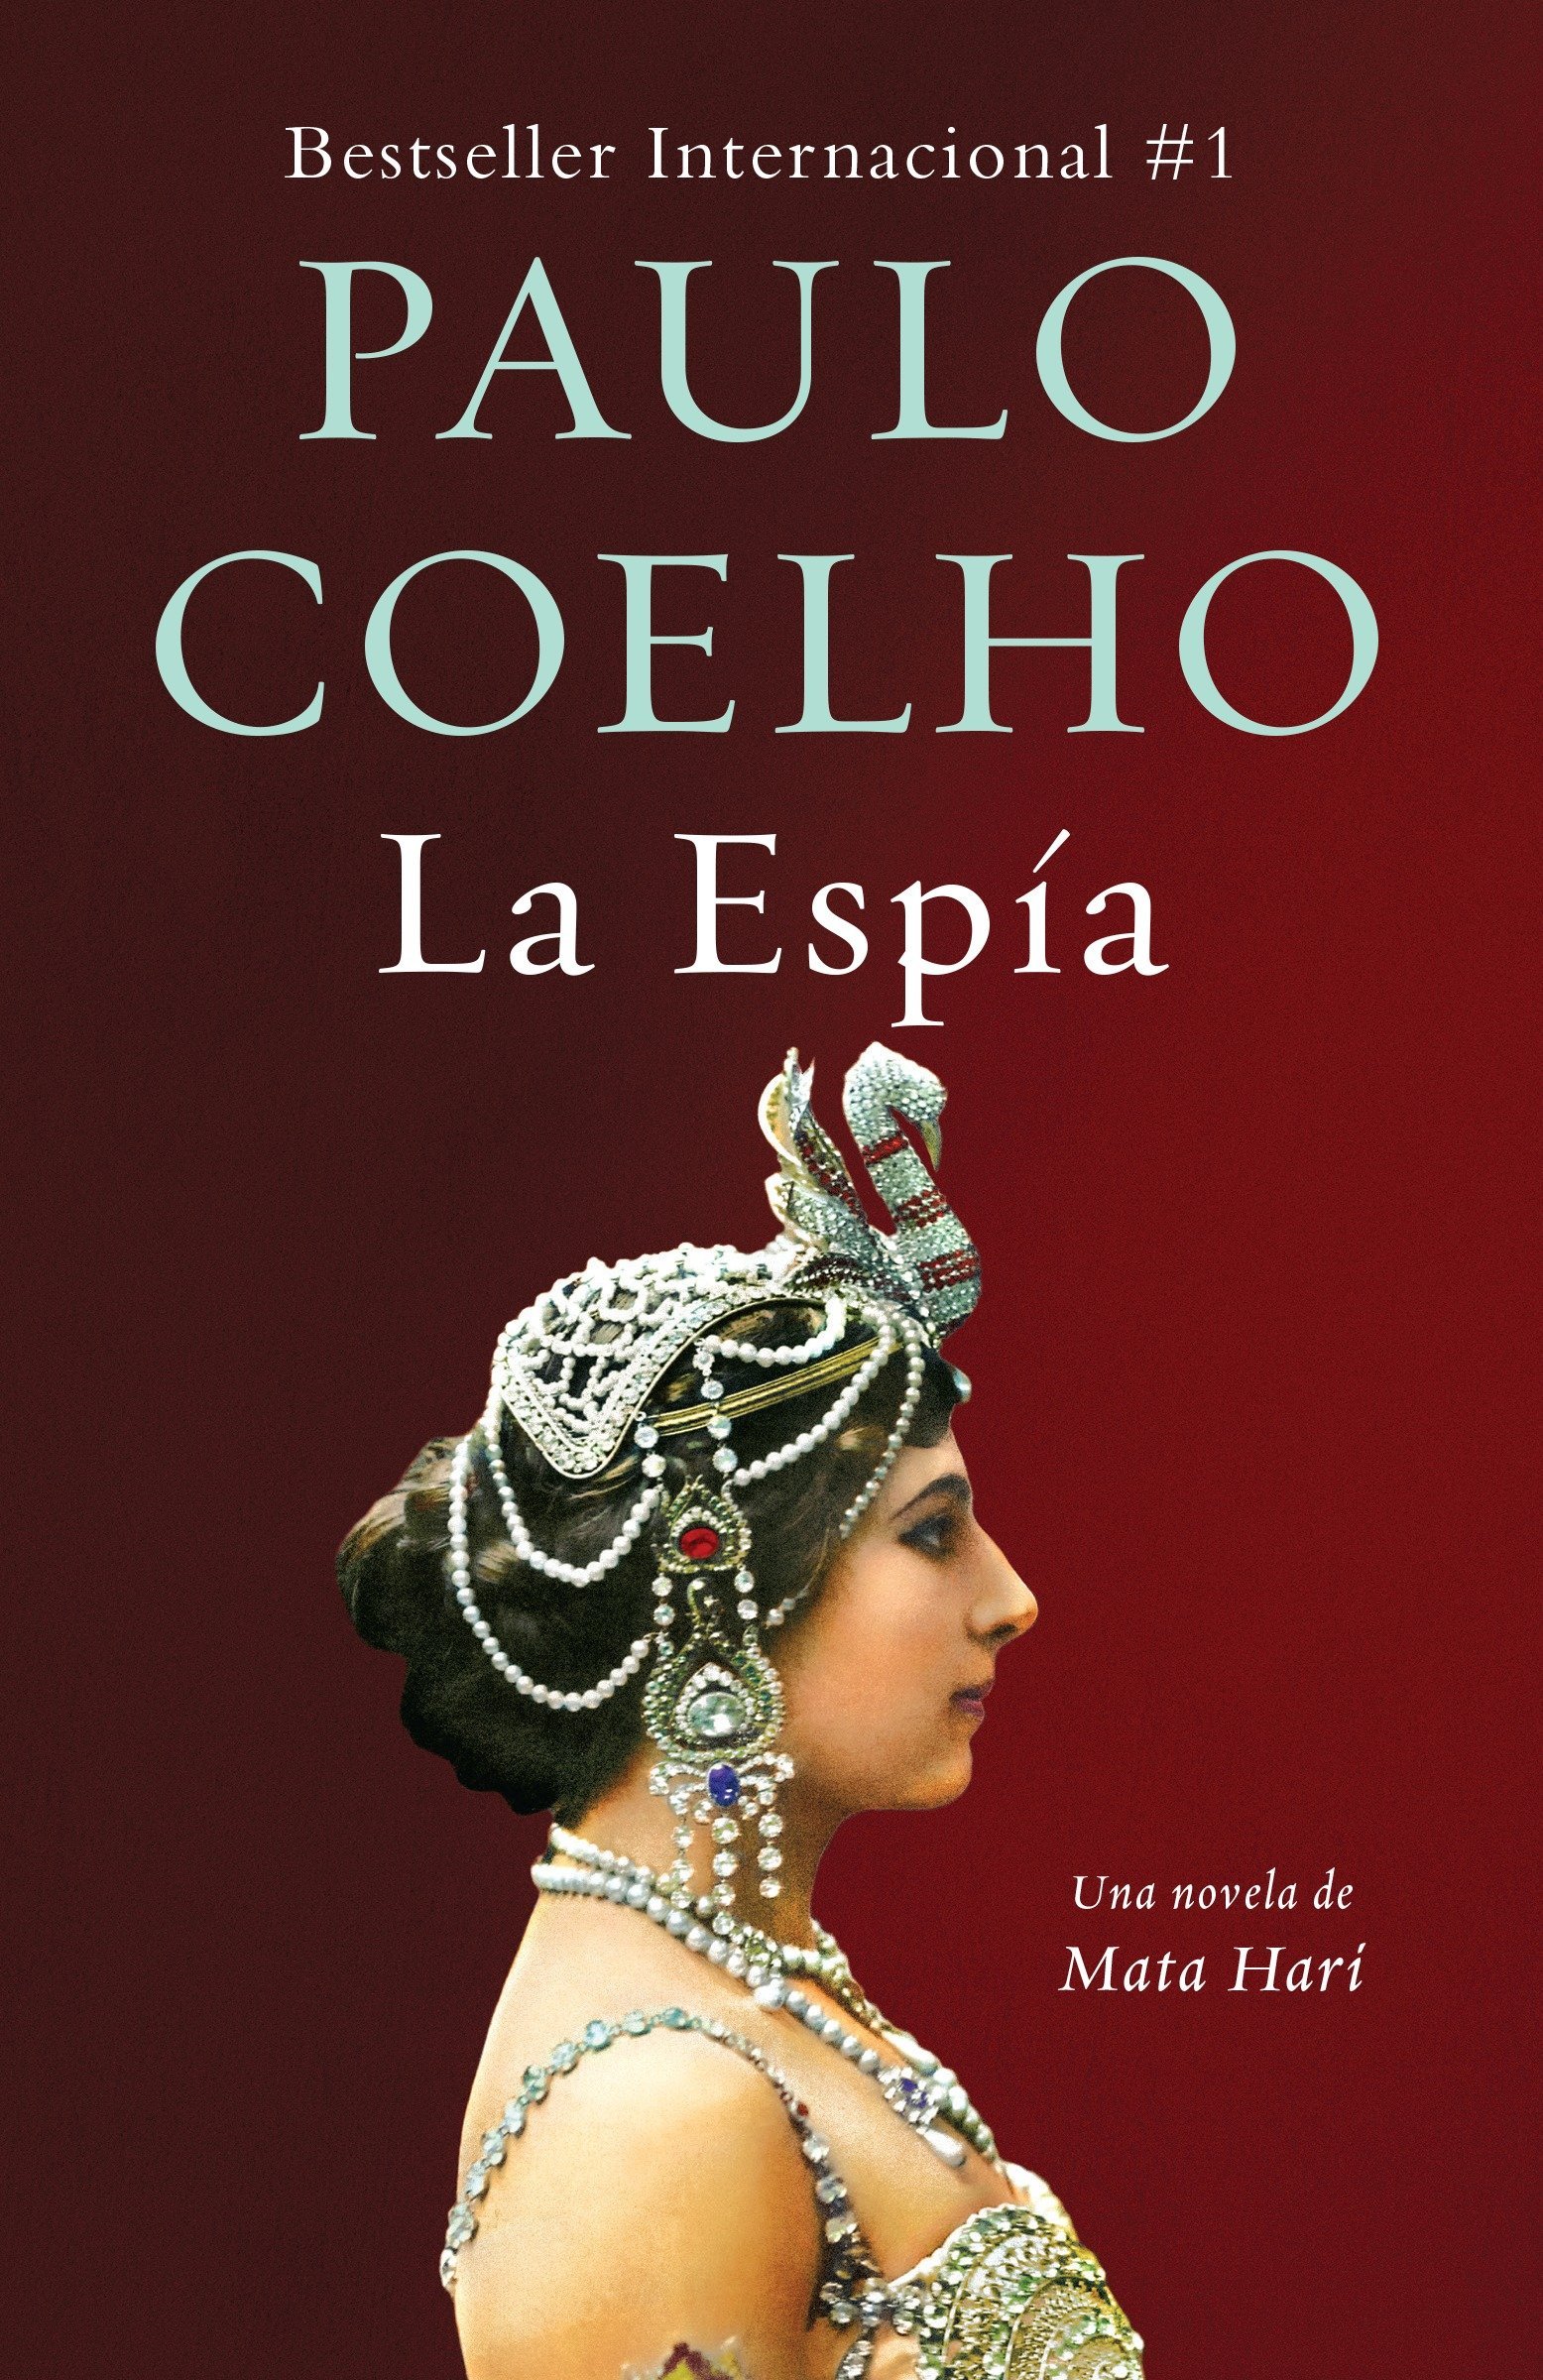 Bestseller Internacional #1
PAULO
COELHO
La Espía
Una novela de
Mata Hari